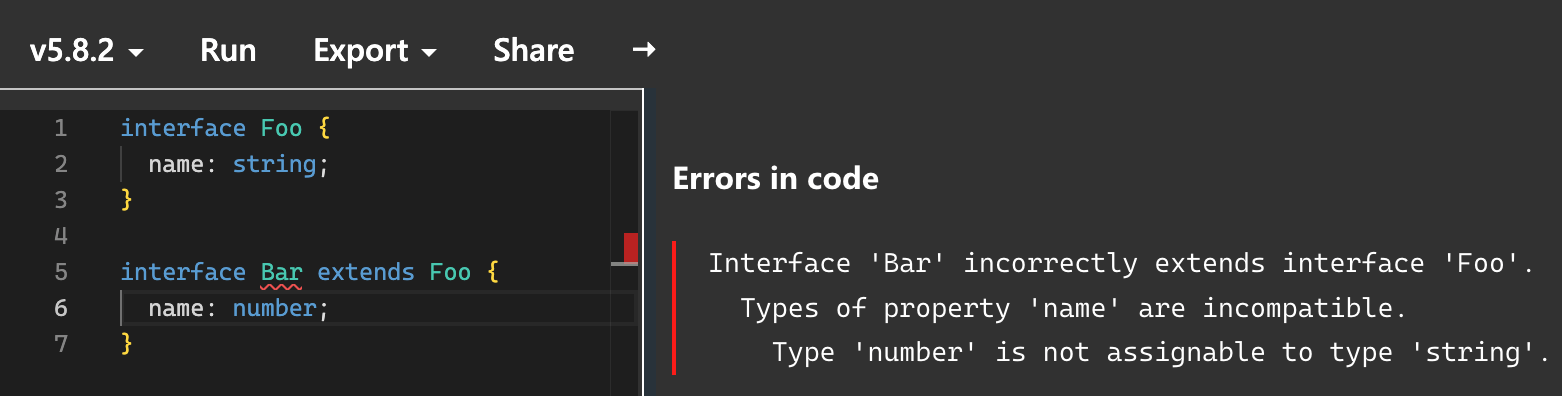 v5.8.2 Run Export Share →
1 interface Foo {
2   name: string;
3 }
4
5 interface Bar extends Foo {
6   name: number;
7 }
Errors in code
Interface 'Bar' incorrectly extends interface 'Foo'.
  Types of property 'name' are incompatible.
    Type 'number' is not assignable to type 'string'.